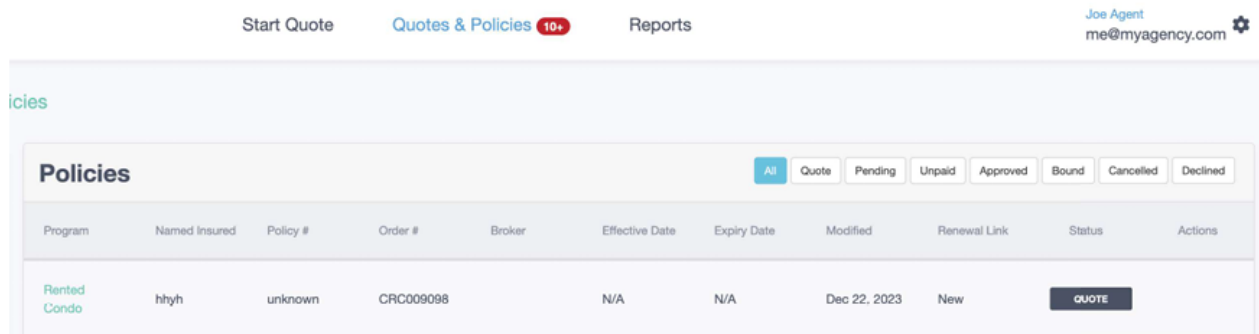 Start Quote Quotes & Policies 10+ Reports Joe Agent
me@myagency.com
icies
Policies All Quote Pending Unpaid Approved Bound Cancelled Declined
Program Named Insured Policy # Order # Broker Effective Date Expiry Date Modified Renewal Link Status Actions
Rented
Condo hhyh unknown CRC009098 N/A N/A Dec 22, 2023 New QUOTE